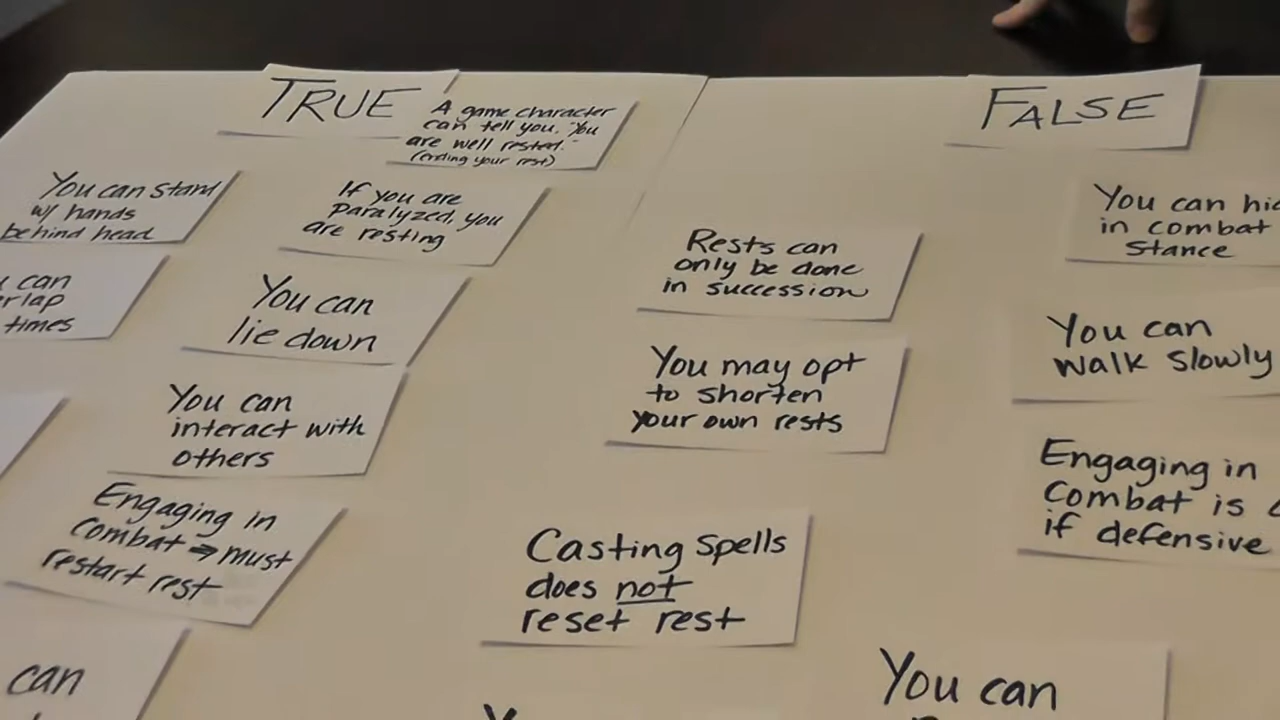 TRUE
A game character
can tell you, "You
are well rested."
(ending your rest)
You can stand
w/ hands
behind head
If you are
Paralyzed, you
are resting
can
times
You can
lie down
You can
interact with
others
Engaging in
combat ⇒ must
restart rest
can
FALSE
Rests can
only be done
in succession
You may opt
to shorten
your own rests
Casting Spells
does not
reset rest
You can
in combat
stance
You can
walk slowly
Engaging in
Combat is
if defensive
You can